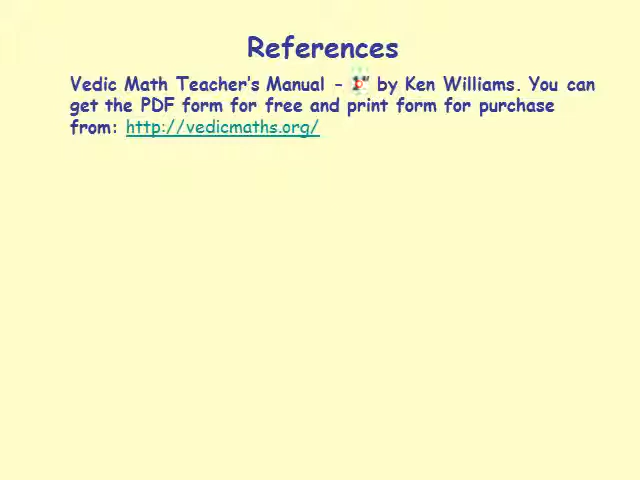 References
Vedic Math Teacher's Manual - by Ken Williams. You can
get the PDF form for free and print form for purchase
from: http://vedicmaths.org/